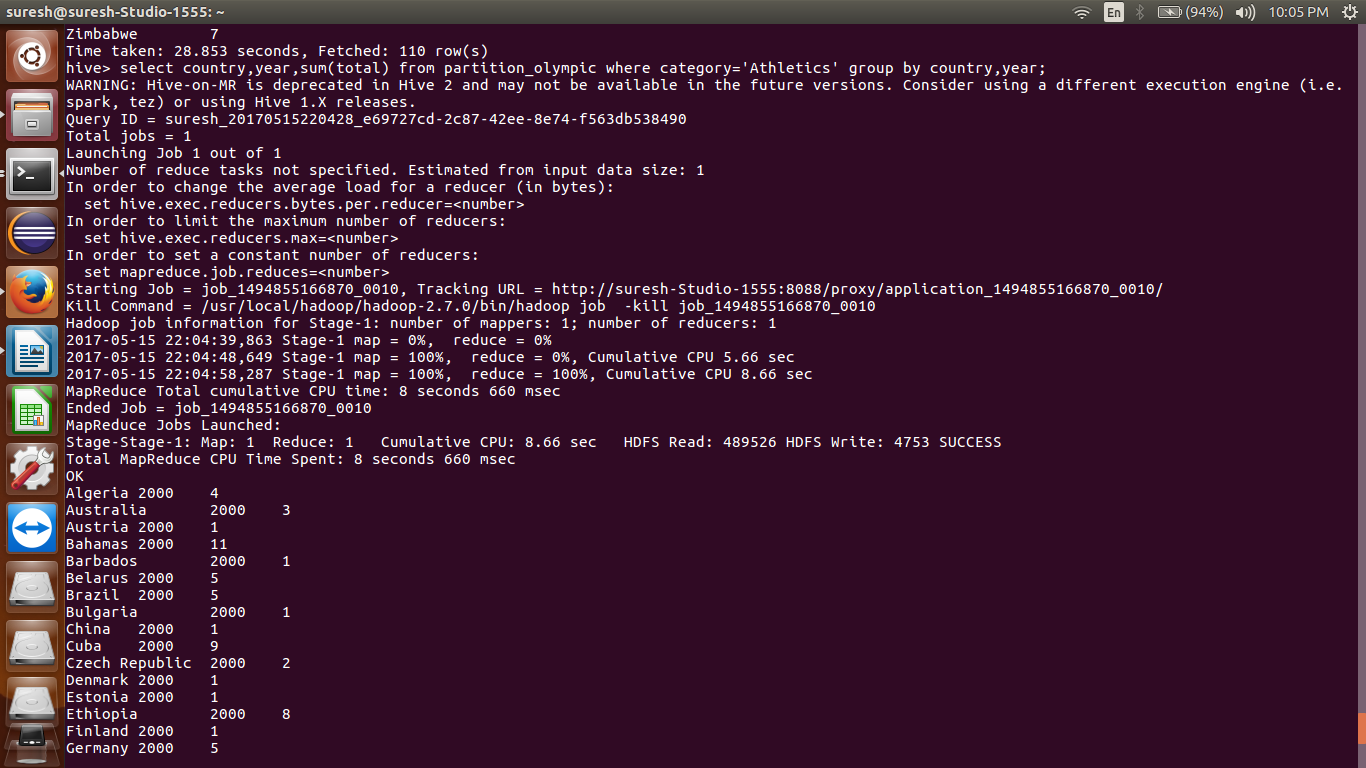 suresh@suresh-Studio-1555: ~
En
(94%)
10:05 PM
Zimbabwe 7
Time taken: 28.853 seconds, Fetched: 110 row(s)
hive> select country,year,sum(total) from partition_olympic where category='Athletics' group by country,year;
WARNING: Hive-on-MR is deprecated in Hive 2 and may not be available in the future versions. Consider using a different execution engine (i.e.
spark, tez) or using Hive 1.X releases.
Query ID = suresh_20170515220428_e69727cd-2c87-42ee-8e74-f563db538490
Total jobs = 1
Launching Job 1 out of 1
Number of reduce tasks not specified. Estimated from input data size: 1
In order to change the average load for a reducer (in bytes):
  set hive.exec.reducers.bytes.per.reducer=<number>
In order to limit the maximum number of reducers:
  set hive.exec.reducers.max=<number>
In order to set a constant number of reducers:
  set mapreduce.job.reduces=<number>
Starting Job = job_1494855166870_0010, Tracking URL = http://suresh-Studio-1555:8088/proxy/application_1494855166870_0010/
Kill Command = /usr/local/hadoop/hadoop-2.7.0/bin/hadoop job  -kill job_1494855166870_0010
Hadoop job information for Stage-1: number of mappers: 1; number of reducers: 1
2017-05-15 22:04:39,863 Stage-1 map = 0%,  reduce = 0%
2017-05-15 22:04:48,649 Stage-1 map = 100%,  reduce = 0%, Cumulative CPU 5.66 sec
2017-05-15 22:04:58,287 Stage-1 map = 100%,  reduce = 100%, Cumulative CPU 8.66 sec
MapReduce Total cumulative CPU time: 8 seconds 660 msec
Ended Job = job_1494855166870_0010
MapReduce Jobs Launched:
Stage-Stage-1: Map: 1  Reduce: 1   Cumulative CPU: 8.66 sec   HDFS Read: 489526 HDFS Write: 4753 SUCCESS
Total MapReduce CPU Time Spent: 8 seconds 660 msec
OK
Algeria 2000 4
Australia 2000 3
Austria 2000 1
Bahamas 2000 11
Barbados 2000 1
Belarus 2000 5
Brazil 2000 5
Bulgaria 2000 1
China 2000 1
Cuba 2000 9
Czech Republic 2000 2
Denmark 2000 1
Estonia 2000 1
Ethiopia 2000 8
Finland 2000 1
Germany 2000 5